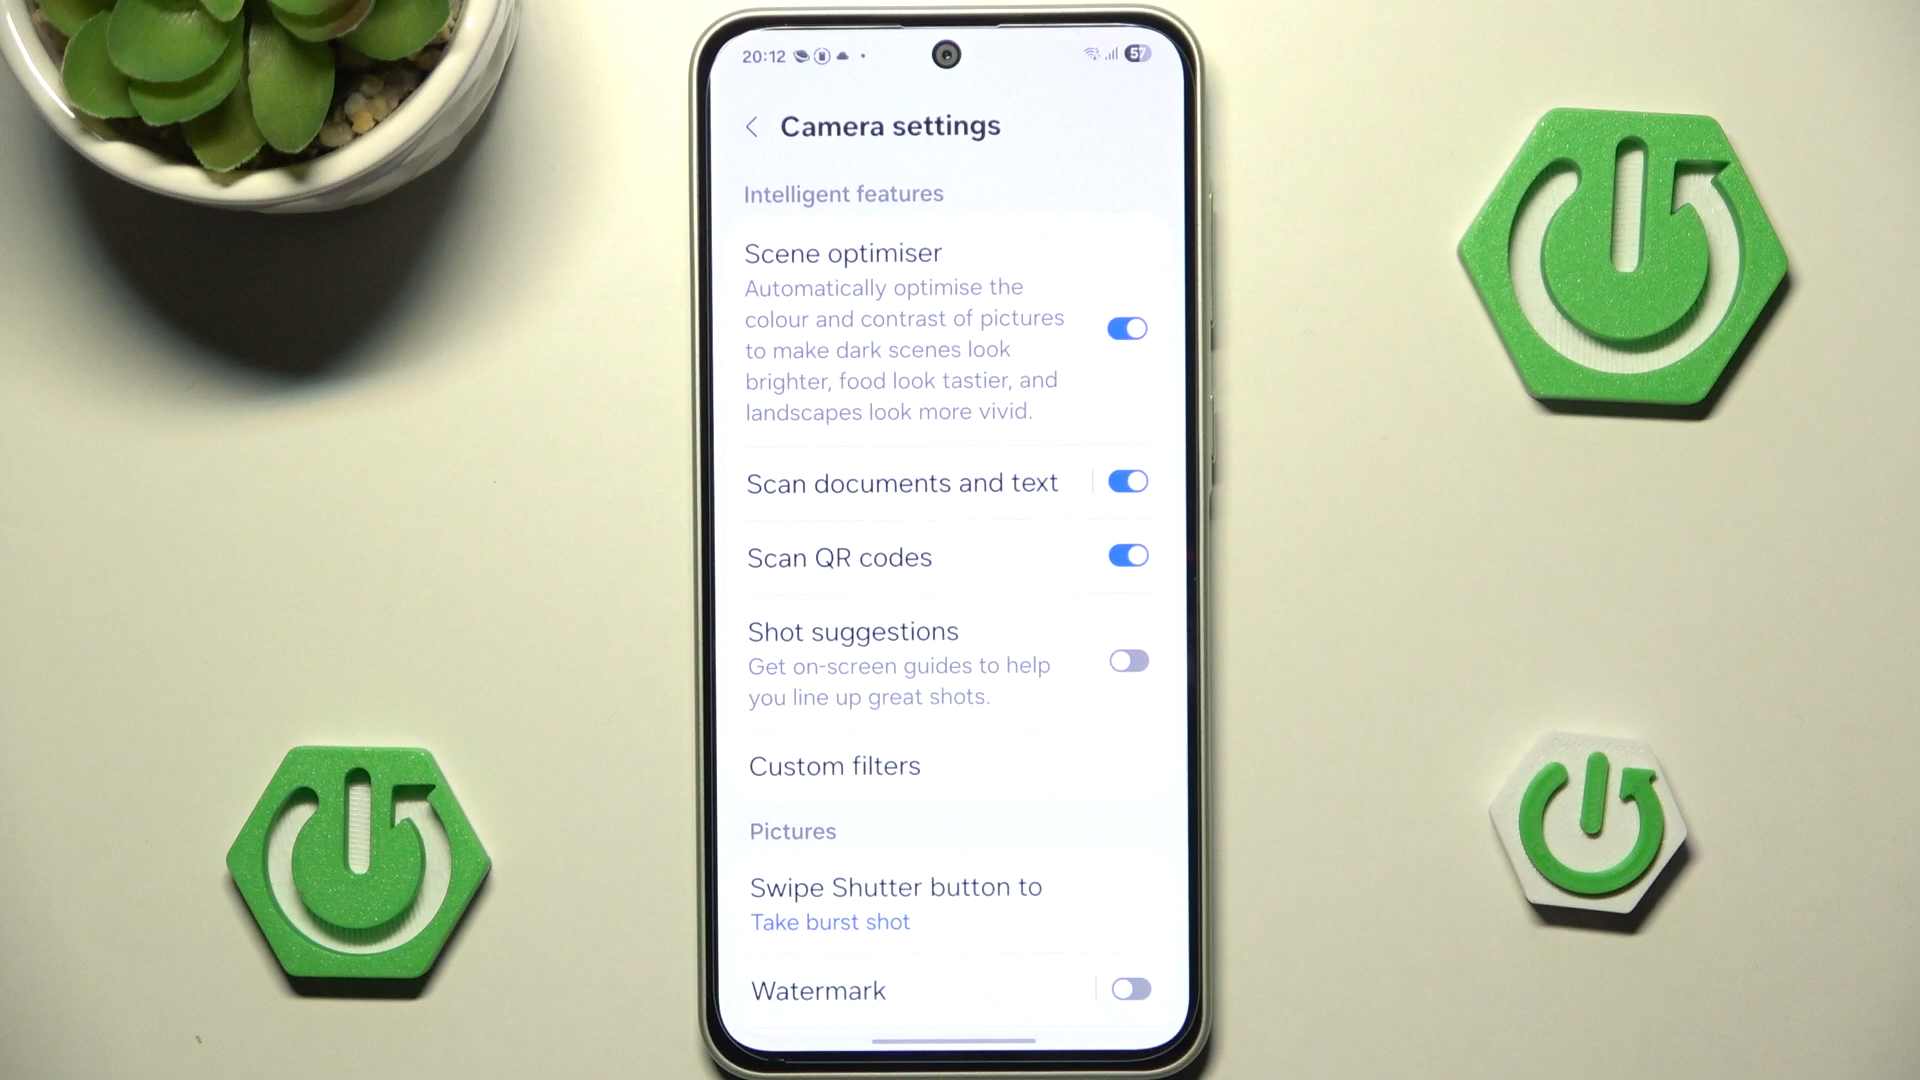 20:12
57
Camera settings
Intelligent features
Scene optimiser
Automatically optimise the
colour and contrast of pictures
to make dark scenes look
brighter, food look tastier, and
landscapes look more vivid.
Scan documents and text
Scan QR codes
Shot suggestions
Get on-screen guides to help
you line up great shots.
Custom filters
Pictures
Swipe Shutter button to
Take burst shot
Watermark